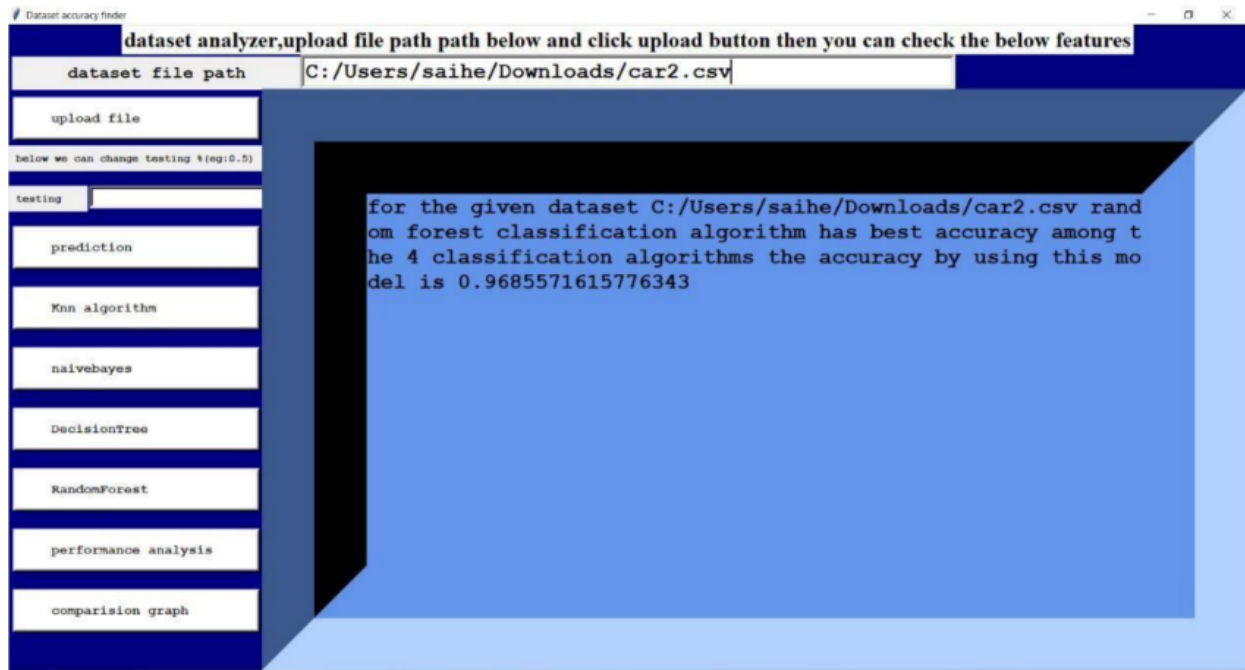 Dataset accuracy finder
dataset analyzer,upload file path path below and click upload button then you can check the below features
dataset file path
C:/Users/saihe/Downloads/car2.csv
upload file
below we can change testing %(eg:0.5)
testing
prediction
Knn algorithm
naivebayes
DecisionTree
RandomForest
performance analysis
comparision graph
for the given dataset C:/Users/saihe/Downloads/car2.csv rand
om forest classification algorithm has best accuracy among t
he 4 classification algorithms the accuracy by using this mo
del is 0.9685571615776343